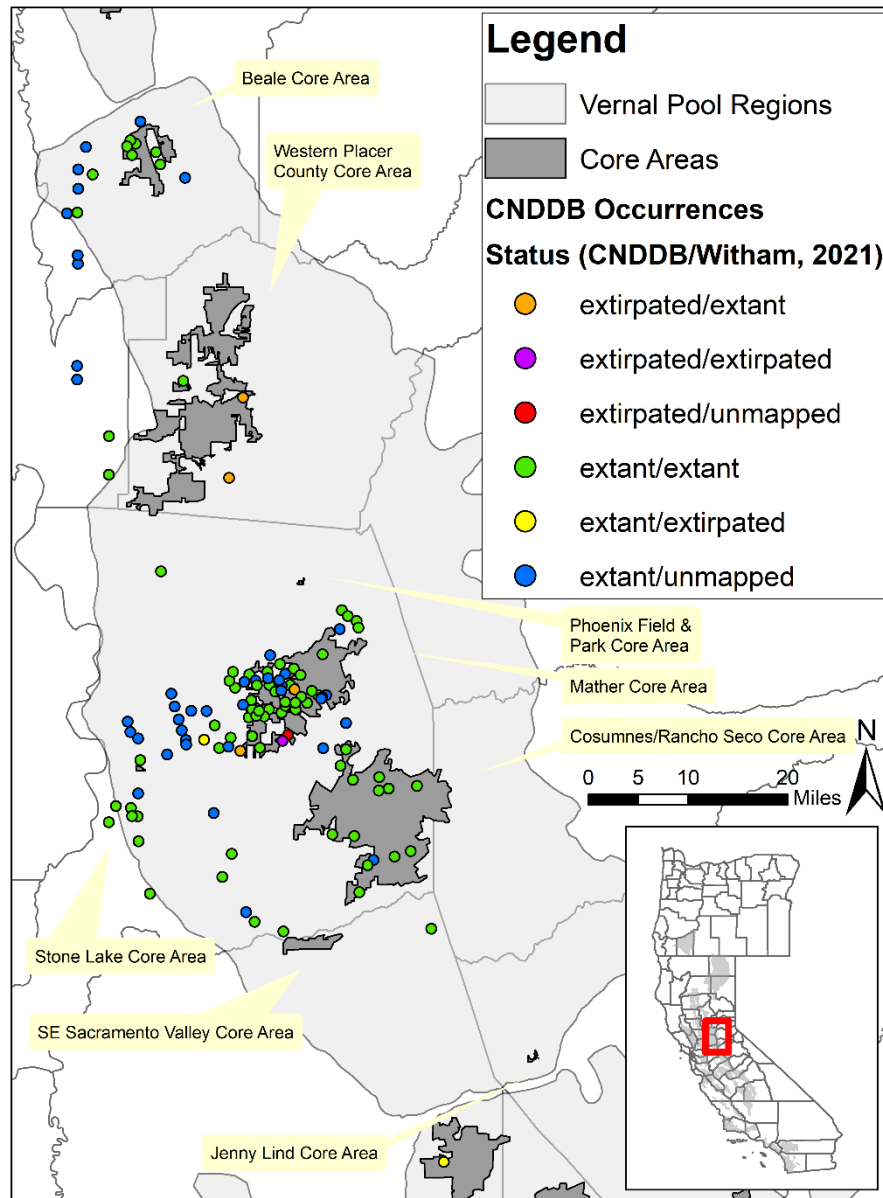 Legend
Vernal Pool Regions
Core Areas
CNDDB Occurrences
Status (CNDDB/Witham, 2021)
extirpated/extant
extirpated/extirpated
extirpated/unmapped
extant/extant
extant/extirpated
extant/unmapped
Beale Core Area
Western Placer
County Core Area
Phoenix Field &
Park Core Area
Mather Core Area
Cosumnes/Rancho Seco Core Area
N
0 5 10 20
Miles
Stone Lake Core Area
SE Sacramento Valley Core Area
Jenny Lind Core Area